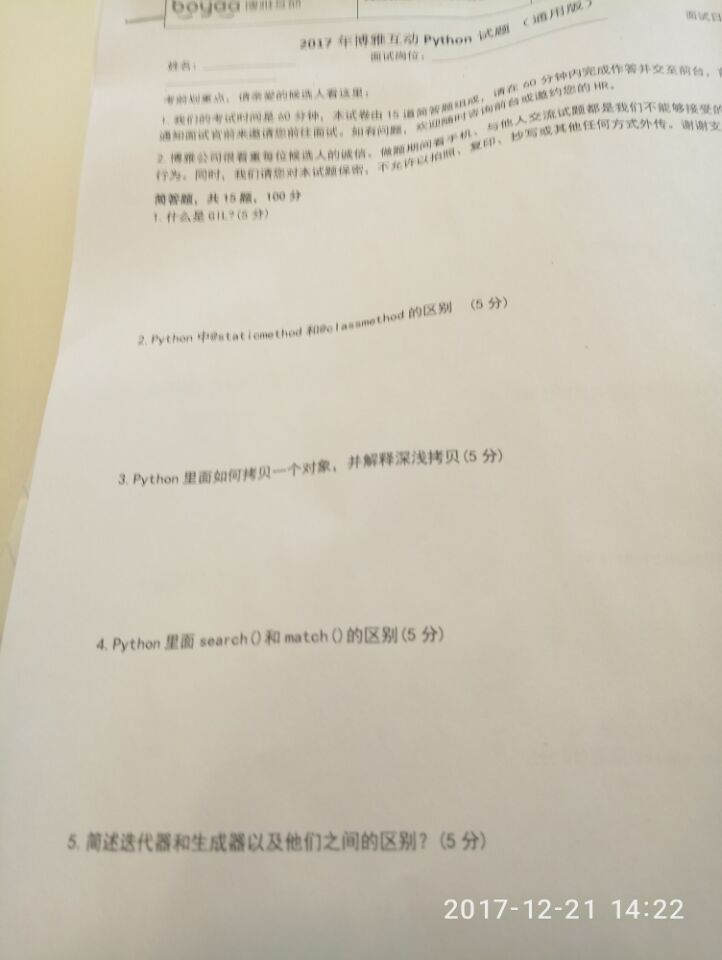 boyaa 博雅互动
面试日
2017 年博雅互动 Python 试题 （通用版）
姓名： 面试岗位：
考前划重点，请亲爱的候选人看这里：
1. 我们的考试时间是 60 分钟，本试卷由 15 道简答题组成，请在 60 分钟内完成作答并交至前台，
通知面试官前来邀请您前往面试。如有问题，欢迎随时咨询前台或邀约您的 HR。
2. 博雅公司很看重每位候选人的诚信，做题期间看手机、与他人交流试题都是我们不能够接受的
行为。同时，我们请您对本试题保密，不允许以拍照、复印、抄写或其他任何方式外传。谢谢支
简答题，共 15 题，100 分
1. 什么是 GIL?(5 分)
2. Python 中@staticmethod 和@classmethod 的区别 （5 分）
3. Python 里面如何拷贝一个对象，并解释深浅拷贝(5 分)
4. Python 里面 search()和 match()的区别(5 分)
5. 简述迭代器和生成器以及他们之间的区别？(5 分)
2017-12-21 14:22